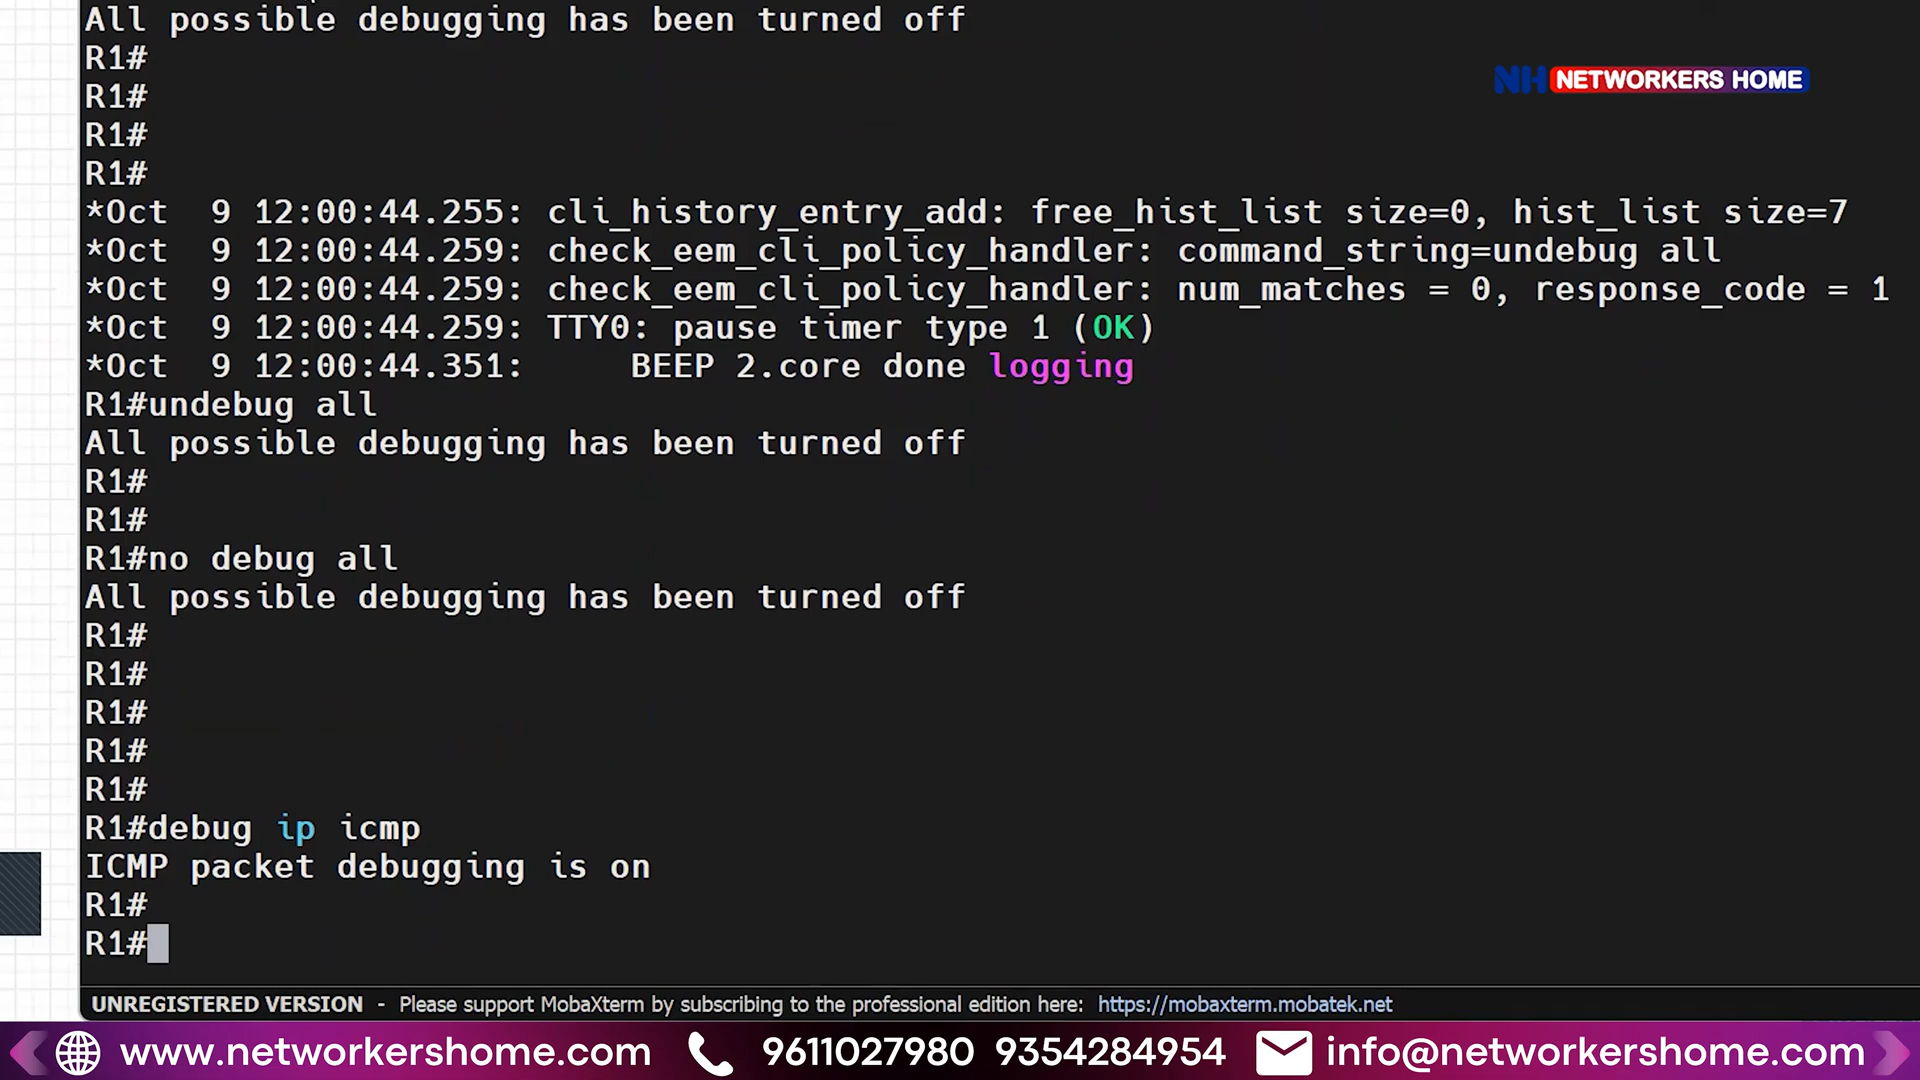 All possible debugging has been turned off
R1#
NH NETWORKERS HOME
R1#
R1#
R1#
*Oct  9 12:00:44.255: cli_history_entry_add: free_hist_list size=0, hist_list size=7
*Oct  9 12:00:44.259: check_eem_cli_policy_handler: command_string=undebug all
*Oct  9 12:00:44.259: check_eem_cli_policy_handler: num_matches = 0, response_code = 1
*Oct  9 12:00:44.259: TTY0: pause timer type 1 (OK)
*Oct  9 12:00:44.351:     BEEP 2.core done logging
R1#undebug all
All possible debugging has been turned off
R1#
R1#
R1#no debug all
All possible debugging has been turned off
R1#
R1#
R1#
R1#
R1#
R1#debug ip icmp
ICMP packet debugging is on
R1#
R1#
UNREGISTERED VERSION - Please support MobaXterm by subscribing to the professional edition here: https://mobaxterm.mobatek.net
www.networkershome.com 9611027980 9354284954 info@networkershome.com